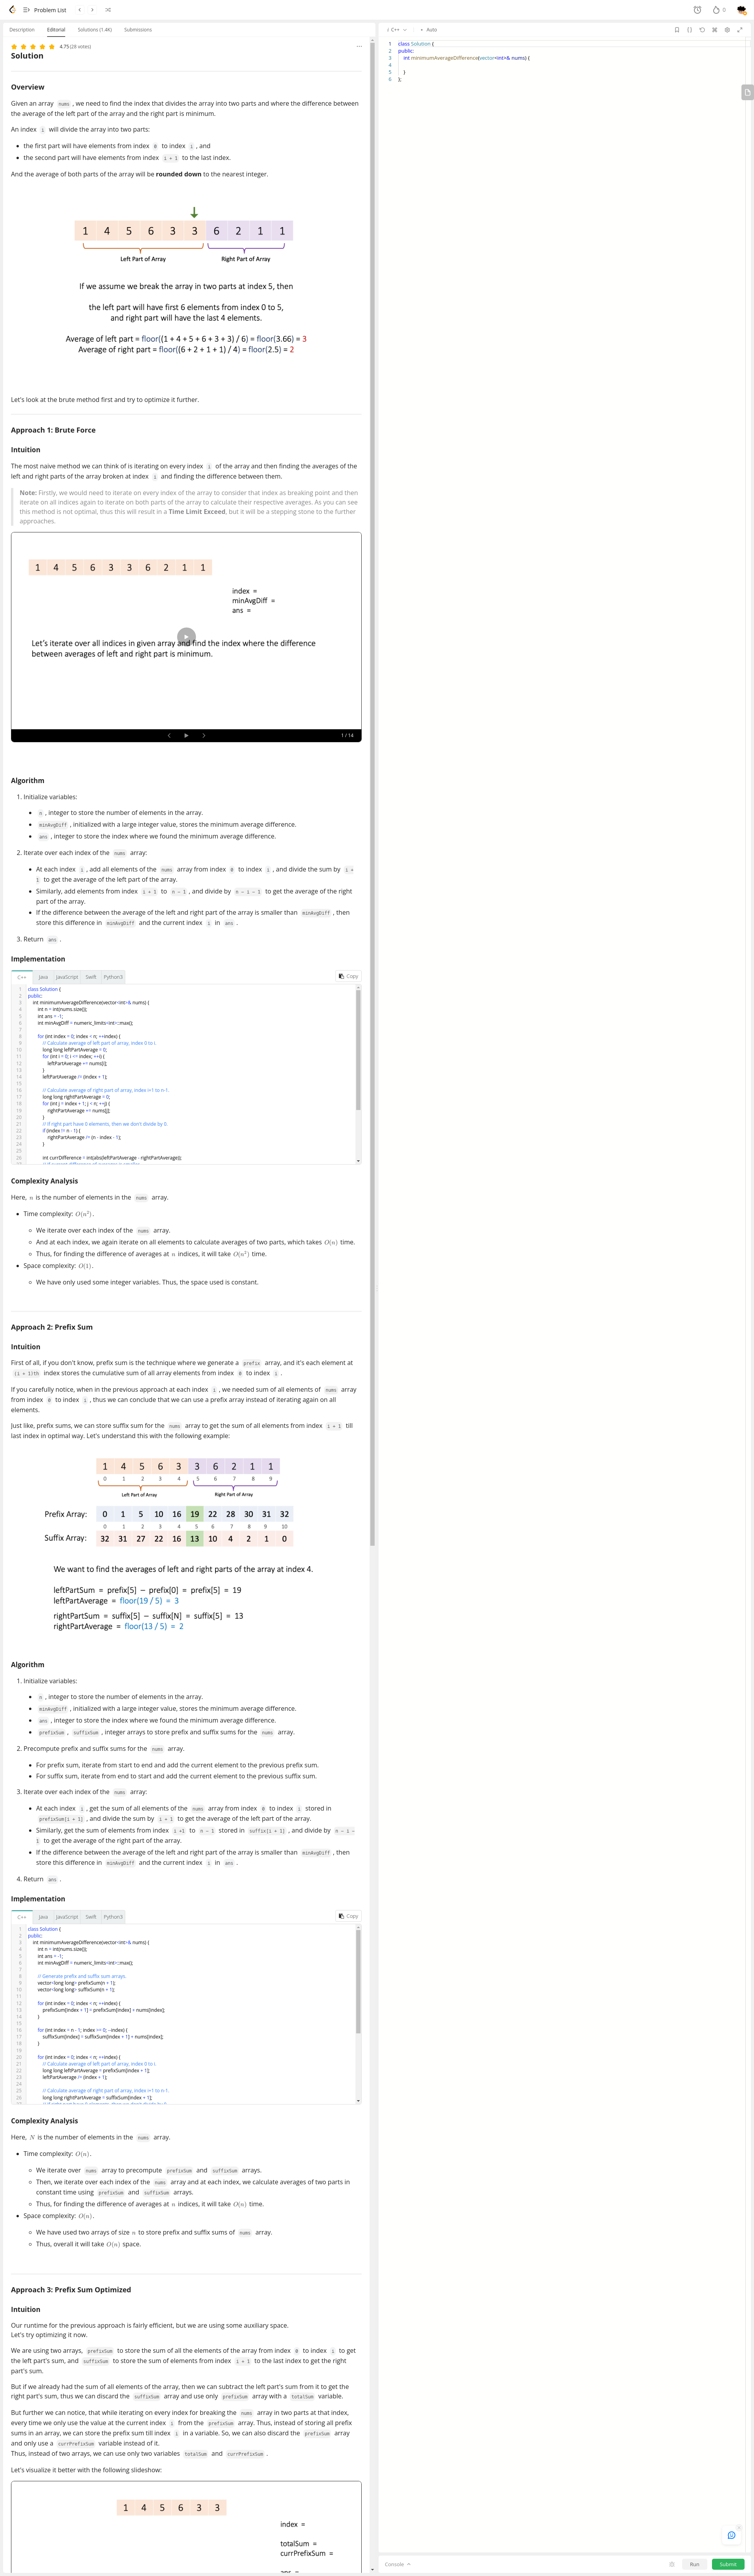 Problem List
0
Description Editorial Solutions (1.4K) Submissions
4.75 (28 votes)
Solution
Overview
Given an array nums , we need to find the index that divides the array into two parts; and where the difference between
the average of the left part of the array and the right part is minimum.
An index i will divide the array into two parts:
• the first part will have elements from index 0 to index i , and
• the second part will have elements from index i + 1 to the last index.
And the average of both parts of the array will be rounded down to the nearest integer.
1 4 5 6 3 3 6 2 1 1
Left Part of Array Right Part of Array
If we assume we break the array in two parts at index 5, then
the left part will have first 6 elements from index 0 to 5,
and right part will have the last 4 elements.
Average of left part = floor((1 + 4 + 5 + 6 + 3 + 3) / 6) = floor(3.66) = 3
Average of right part = floor((6 + 2 + 1 + 1) / 4) = floor(2.5) = 2
Let's look at the brute method first and try to optimize it further.
Approach 1: Brute Force
Intuition
The most naive method we can think of is iterating on every index i of the array and then finding the averages of the
left and right parts of the array broken at index i and finding the difference between them.
Note: Firstly, we would need to iterate on every index of the array to consider that index as breaking point and then
iterate on all indices again to iterate on both parts of the array to calculate their respective averages. As you can see
this method is not optimal, thus this will result in a Time Limit Exceed, but it will be a stepping stone to the further
approaches.
1 4 5 6 3 3 6 2 1 1
index =
minAvgDiff =
ans =
Let's iterate over all indices in given array and find the index where the difference
between averages of left and right part is minimum.
1 / 14
Algorithm
1. Initialize variables:
• n , integer to store the number of elements in the array.
• minAvgDiff , initialized with a large integer value, stores the minimum average difference.
• ans , integer to store the index where we found the minimum average difference.
2. Iterate over each index of the nums array:
• At each index i , add all elements of the nums array from index 0 to index i , and divide the sum by i +
1 to get the average of the left part of the array.
• Similarly, add elements from index i + 1 to n - 1 , and divide by n - i - 1 to get the average of the right
part of the array.
• If the difference between the average of the left and right part of the array is smaller than minAvgDiff , then
store this difference in minAvgDiff and the current index i in ans .
3. Return ans .
Implementation
C++ Java JavaScript Swift Python3 Copy
1 class Solution {
2 public:
3 int minimumAverageDifference(vector<int>& nums) {
4 int n = int(nums.size());
5 int ans = -1;
6 int minAvgDiff = numeric_limits<int>::max();
7
8 for (int index = 0; index < n; ++index) {
9 // Calculate average of left part of array, index 0 to i.
10 long long leftPartAverage = 0;
11 for (int i = 0; i <= index; ++i) {
12 leftPartAverage += nums[i];
13 }
14 leftPartAverage /= (index + 1);
15
16 // Calculate average of right part of array, index i+1 to n-1.
17 long long rightPartAverage = 0;
18 for (int j = index + 1; j < n; ++j) {
19 rightPartAverage += nums[j];
20 }
21 // If right part have 0 elements, then we don't divide by 0.
22 if (index != n - 1) {
23 rightPartAverage /= (n - index - 1);
24 }
25
26 int currDifference = int(abs(leftPartAverage - rightPartAverage));
Complexity Analysis
Here, n is the number of elements in the nums array.
• Time complexity: O(n²).
◦ We iterate over each index of the nums array.
◦ And at each index, we again iterate on all elements to calculate averages of two parts, which takes O(n) time.
◦ Thus, for finding the difference of averages at n indices, it will take O(n²) time.
• Space complexity: O(1).
◦ We have only used some integer variables. Thus, the space used is constant.
Approach 2: Prefix Sum
Intuition
First of all, if you don't know, prefix sum is the technique where we generate a prefix array, and it's each element at
(i + 1)th index stores the cumulative sum of all array elements from index 0 to index i .
If you carefully notice, when in the previous approach at each index i , we needed sum of all elements of nums array
from index 0 to index i , thus we can conclude that we can use a prefix array instead of iterating again on all
elements.
Just like, prefix sums, we can store suffix sum for the nums array to get the sum of all elements from index i + 1 till
last index in optimal way. Let's understand this with the following example:
1 4 5 6 3 3 6 2 1 1
0 1 2 3 4 5 6 7 8 9
Left Part of Array Right Part of Array
Prefix Array: 0 1 5 10 16 19 22 28 30 31 32
0 1 2 3 4 5 6 7 8 9 10
Suffix Array: 32 31 27 22 16 13 10 4 2 1 0
We want to find the averages of left and right parts of the array at index 4.
leftPartSum = prefix[5] − prefix[0] = prefix[5] = 19
leftPartAverage = floor(19 / 5) = 3
rightPartSum = suffix[5] − suffix[N] = suffix[5] = 13
rightPartAverage = floor(13 / 5) = 2
Algorithm
1. Initialize variables:
• n , integer to store the number of elements in the array.
• minAvgDiff , initialized with a large integer value, stores the minimum average difference.
• ans , integer to store the index where we found the minimum average difference.
• prefixSum , suffixSum , integer arrays to store prefix and suffix sums for the nums array.
2. Precompute prefix and suffix sums for the nums array.
• For prefix sum, iterate from start to end and add the current element to the previous prefix sum.
• For suffix sum, iterate from end to start and add the current element to the previous suffix sum.
3. Iterate over each index of the nums array:
• At each index i , get the sum of all elements of the nums array from index 0 to index i stored in
prefixSum[i + 1] , and divide the sum by i + 1 to get the average of the left part of the array.
• Similarly, get the sum of elements from index i +1 to n - 1 stored in suffix[i + 1] , and divide by n - i -
1 to get the average of the right part of the array.
• If the difference between the average of the left and right part of the array is smaller than minAvgDiff , then
store this difference in minAvgDiff and the current index i in ans .
4. Return ans .
Implementation
C++ Java JavaScript Swift Python3 Copy
1 class Solution {
2 public:
3 int minimumAverageDifference(vector<int>& nums) {
4 int n = int(nums.size());
5 int ans = -1;
6 int minAvgDiff = numeric_limits<int>::max();
7
8 // Generate prefix and suffix sum arrays
9 vector<long long> prefixSum(n + 1);
10 vector<long long> suffixSum(n + 1);
11
12 for (int index = 0; index < n; ++index) {
13 prefixSum[index + 1] = prefixSum[index] + nums[index];
14 }
15
16 for (int index = n - 1; index >= 0; --index) {
17 suffixSum[index] = suffixSum[index + 1] + nums[index];
18 }
19
20 for (int index = 0; index < n; ++index) {
21 // Calculate average of left part of array, index 0 to i.
22 long long leftPartAverage = prefixSum[index + 1];
23 leftPartAverage /= (index + 1);
24
25 // Calculate average of right part of array, index i+1 to n-1.
26 long long rightPartAverage = suffixSum[index + 1];
Complexity Analysis
Here, N is the number of elements in the nums array.
• Time complexity: O(n).
◦ We iterate over nums array to precompute prefixSum and suffixSum arrays.
◦ Then, we iterate over each index of the nums array and at each index, we calculate averages of two parts in
constant time using prefixSum and suffixSum arrays.
◦ Thus, for finding the difference of averages at n indices, it will take O(n) time.
• Space complexity: O(n).
◦ We have used two arrays of size n to store prefix and suffix sums of nums array.
◦ Thus, overall it will take O(n) space.
Approach 3: Prefix Sum Optimized
Intuition
Our runtime for the previous approach is fairly efficient, but we are using some auxiliary space.
Let's try optimizing it now.
We are using two arrays, prefixSum to store the sum of all the elements of the array from index 0 to index i to get
the left part's sum, and suffixSum to store the sum of elements from index i + 1 to the last index to get the right
part's sum.
But if we already had the sum of all elements of the array, then we can subtract the left part's sum from it to get the
right part's sum, thus we can discard the suffixSum array and use only prefixSum array with a totalSum variable.
But further we can notice, that while iterating on every index for breaking the nums array in two parts at that index,
every time we only use the value at the current index i from the prefixSum array. Thus, instead of storing all prefix
sums in an array, we can store the prefix sum till index i in a variable. So, we can also discard the prefixSum array
and only use a currPrefixSum variable instead of it.
Thus, instead of two arrays, we can use only two variables totalSum and currPrefixSum .
Let's visualize it better with the following slideshow:
1 4 5 6 3 3
index =
totalSum =
currPrefixSum =
C++ Auto
1 class Solution {
2 public:
3 int minimumAverageDifference(vector<int>& nums) {
4
5 }
6 };
Console Run Submit